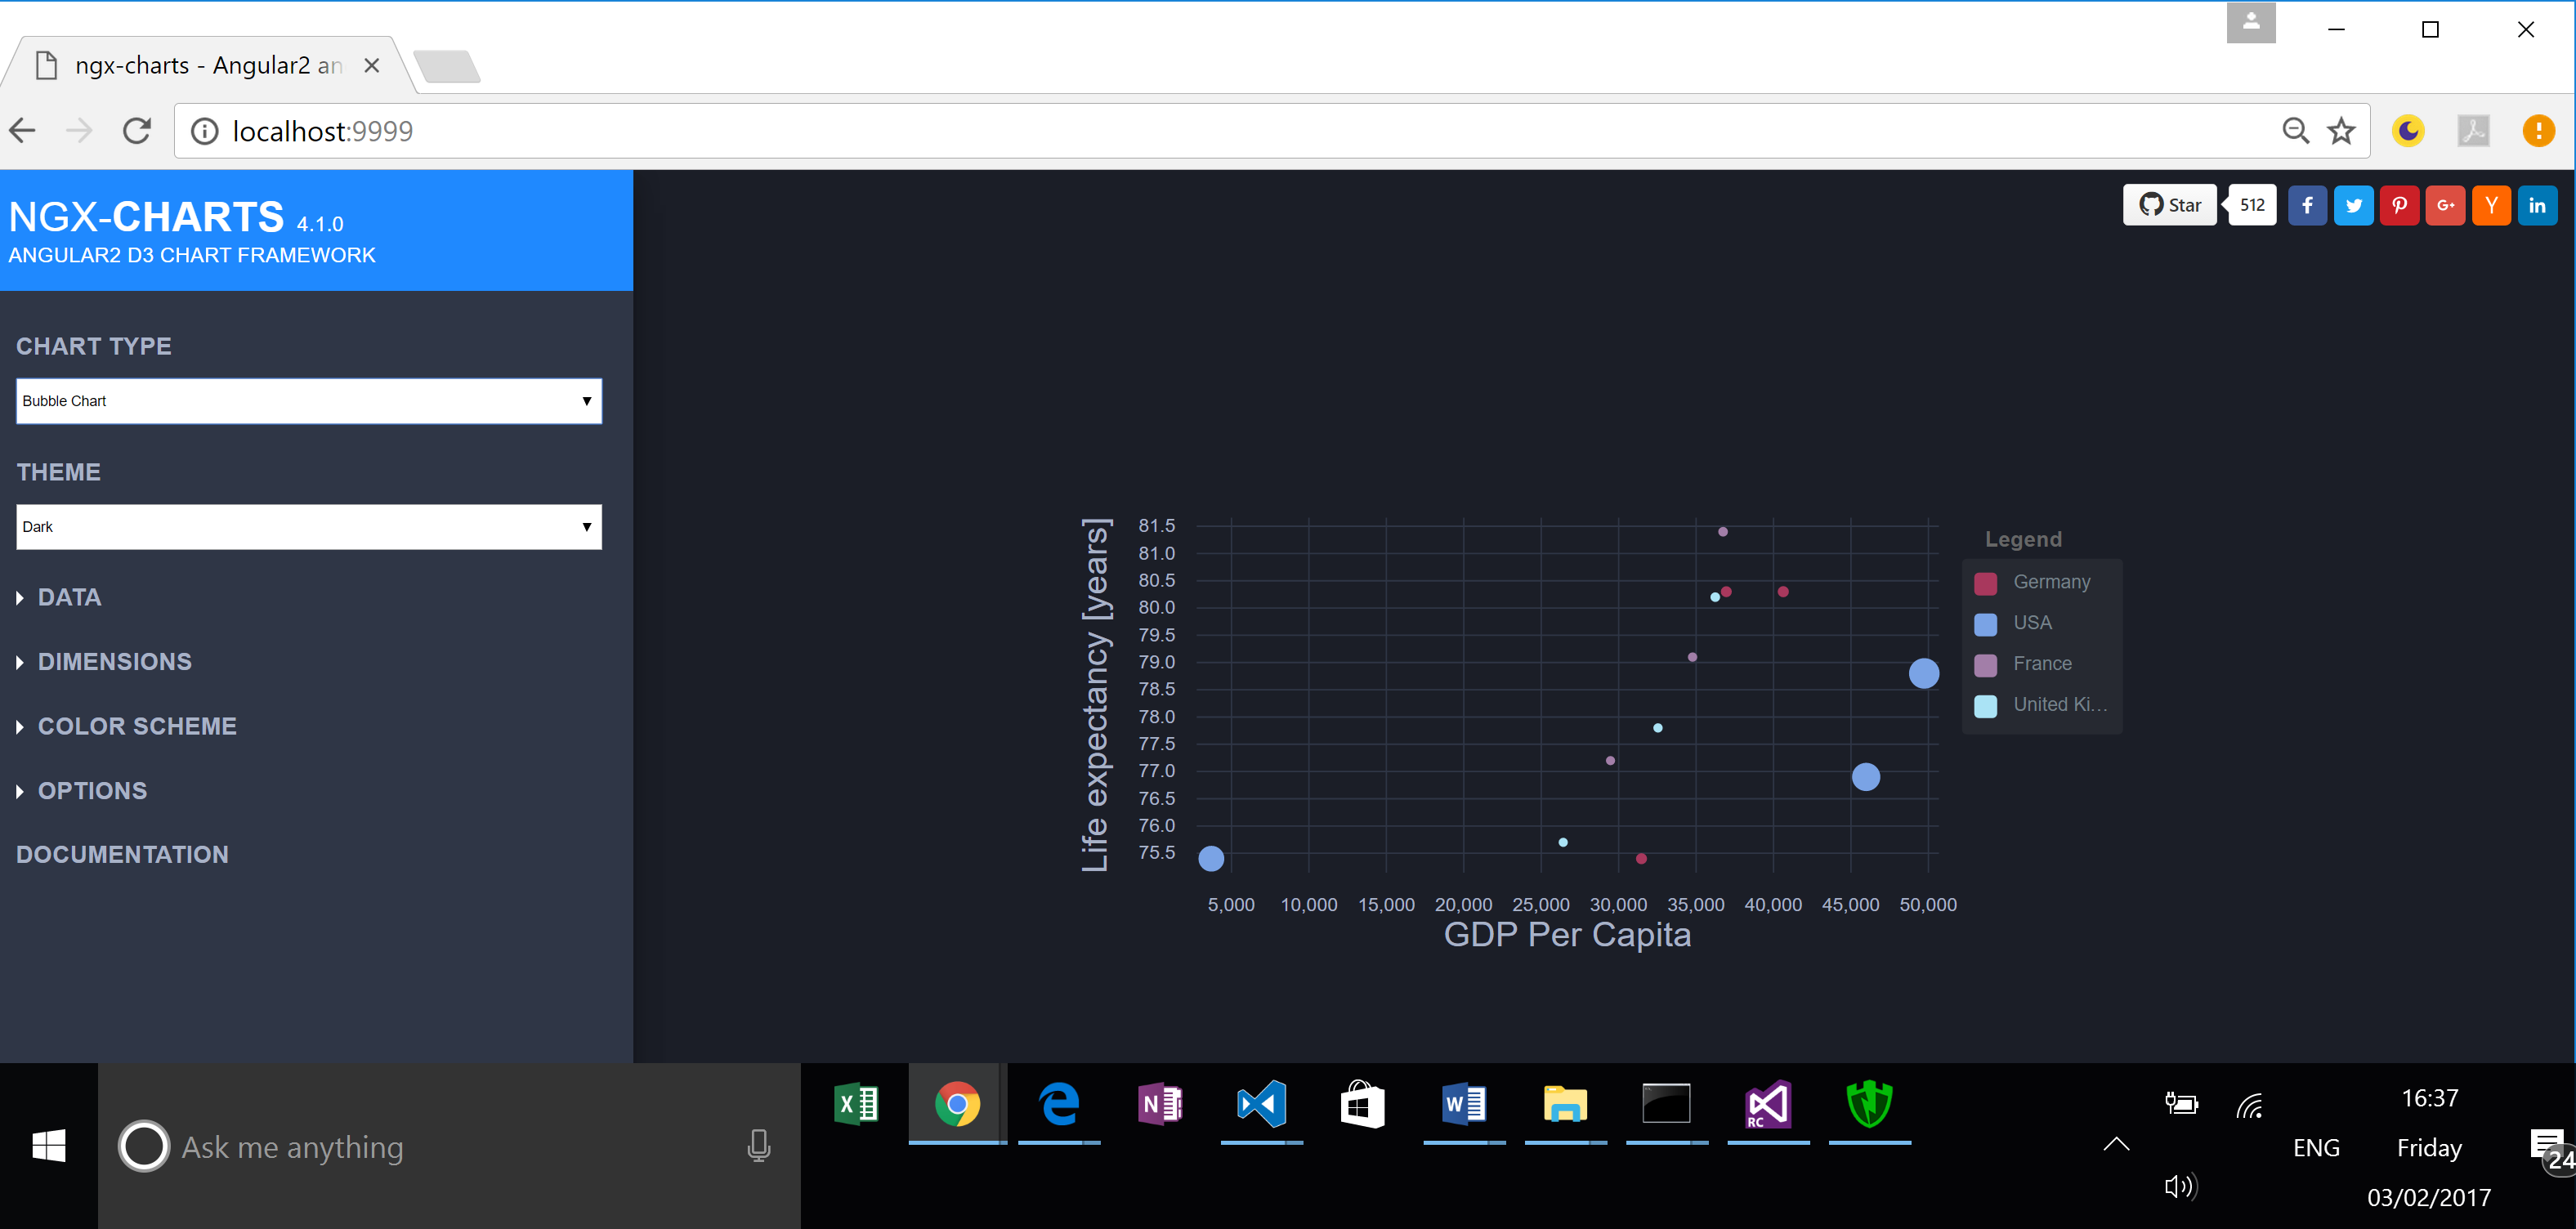 ngx-charts - Angular2 an
localhost:9999
NGX-CHARTS 4.1.0
ANGULAR2 D3 CHART FRAMEWORK
CHART TYPE
Bubble Chart
THEME
Dark
DATA
DIMENSIONS
COLOR SCHEME
OPTIONS
DOCUMENTATION
Star
512
f
G+
Y
in
Life expectancy [years]
81.5
81.0
80.5
80.0
79.5
79.0
78.5
78.0
77.5
77.0
76.5
76.0
75.5
5,000 10,000 15,000 20,000 25,000 30,000 35,000 40,000 45,000 50,000
GDP Per Capita
Legend
Germany
USA
France
United Ki...
Ask me anything
X
N
W
RC
ENG
16:37
Friday
03/02/2017
24